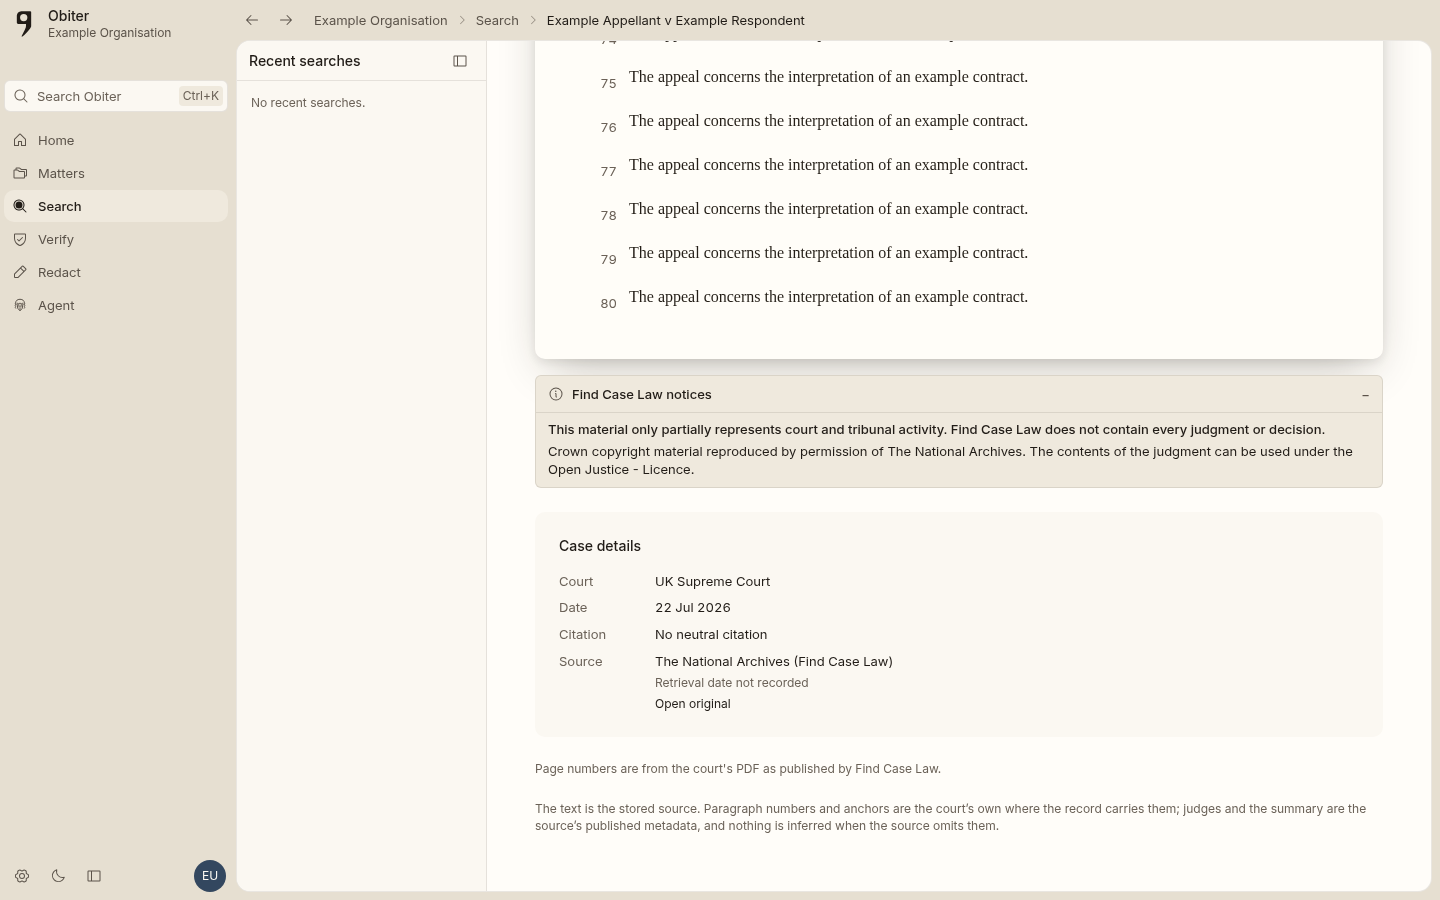 Obiter
Example Organisation
Search Obiter
Ctrl+K
Home
Matters
Search
Verify
Redact
Agent
EU
Example Organisation
Search
Example Appellant v Example Respondent
Recent searches
No recent searches.
75 The appeal concerns the interpretation of an example contract.
76 The appeal concerns the interpretation of an example contract.
77 The appeal concerns the interpretation of an example contract.
78 The appeal concerns the interpretation of an example contract.
79 The appeal concerns the interpretation of an example contract.
80 The appeal concerns the interpretation of an example contract.
Find Case Law notices
–
This material only partially represents court and tribunal activity. Find Case Law does not contain every judgment or decision.
Crown copyright material reproduced by permission of The National Archives. The contents of the judgment can be used under the
Open Justice - Licence.
Case details
Court UK Supreme Court
Date 22 Jul 2026
Citation No neutral citation
Source The National Archives (Find Case Law)
Retrieval date not recorded
Open original
Page numbers are from the court's PDF as published by Find Case Law.
The text is the stored source. Paragraph numbers and anchors are the court’s own where the record carries them; judges and the summary are the
source’s published metadata, and nothing is inferred when the source omits them.